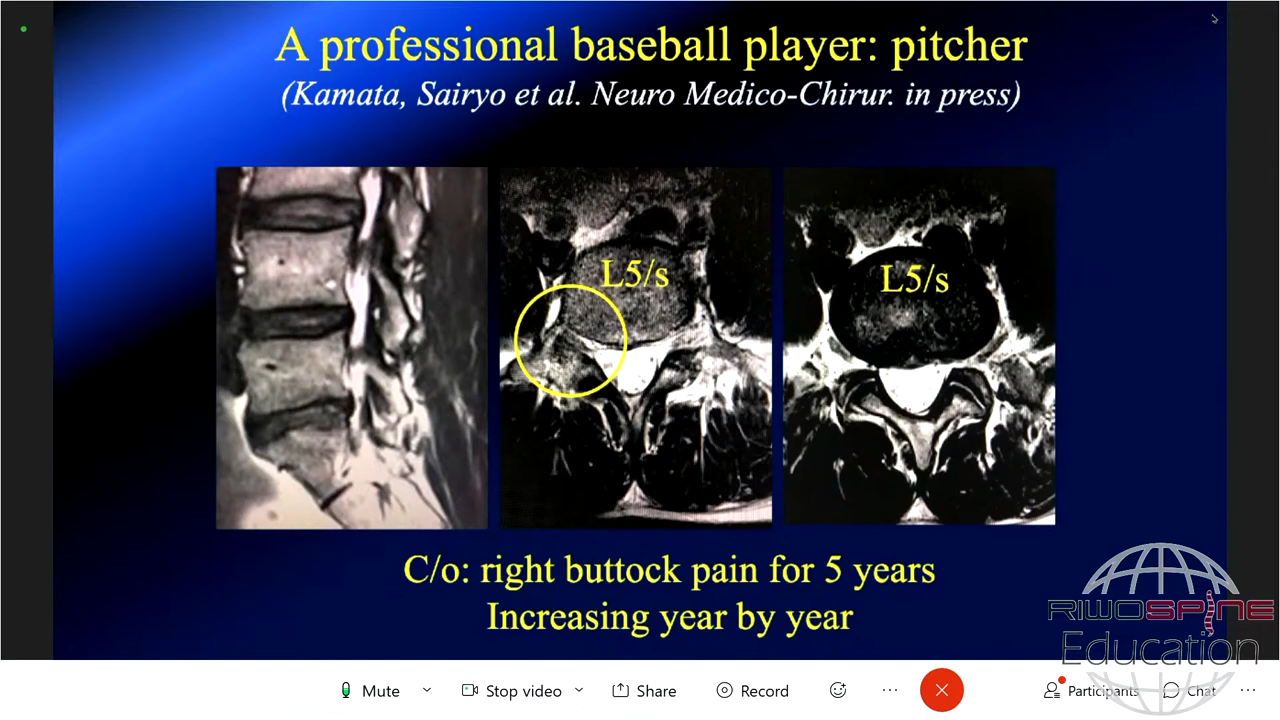 A professional baseball player: pitcher
(Kamata, Sairyo et al. Neuro Medico-Chirur. in press)
L5/s
L5/s
C/o: right buttock pain for 5 years
Increasing year by year
RIWOSPINE
Education
Mute
Stop video
Share
Record
Participants
Chat